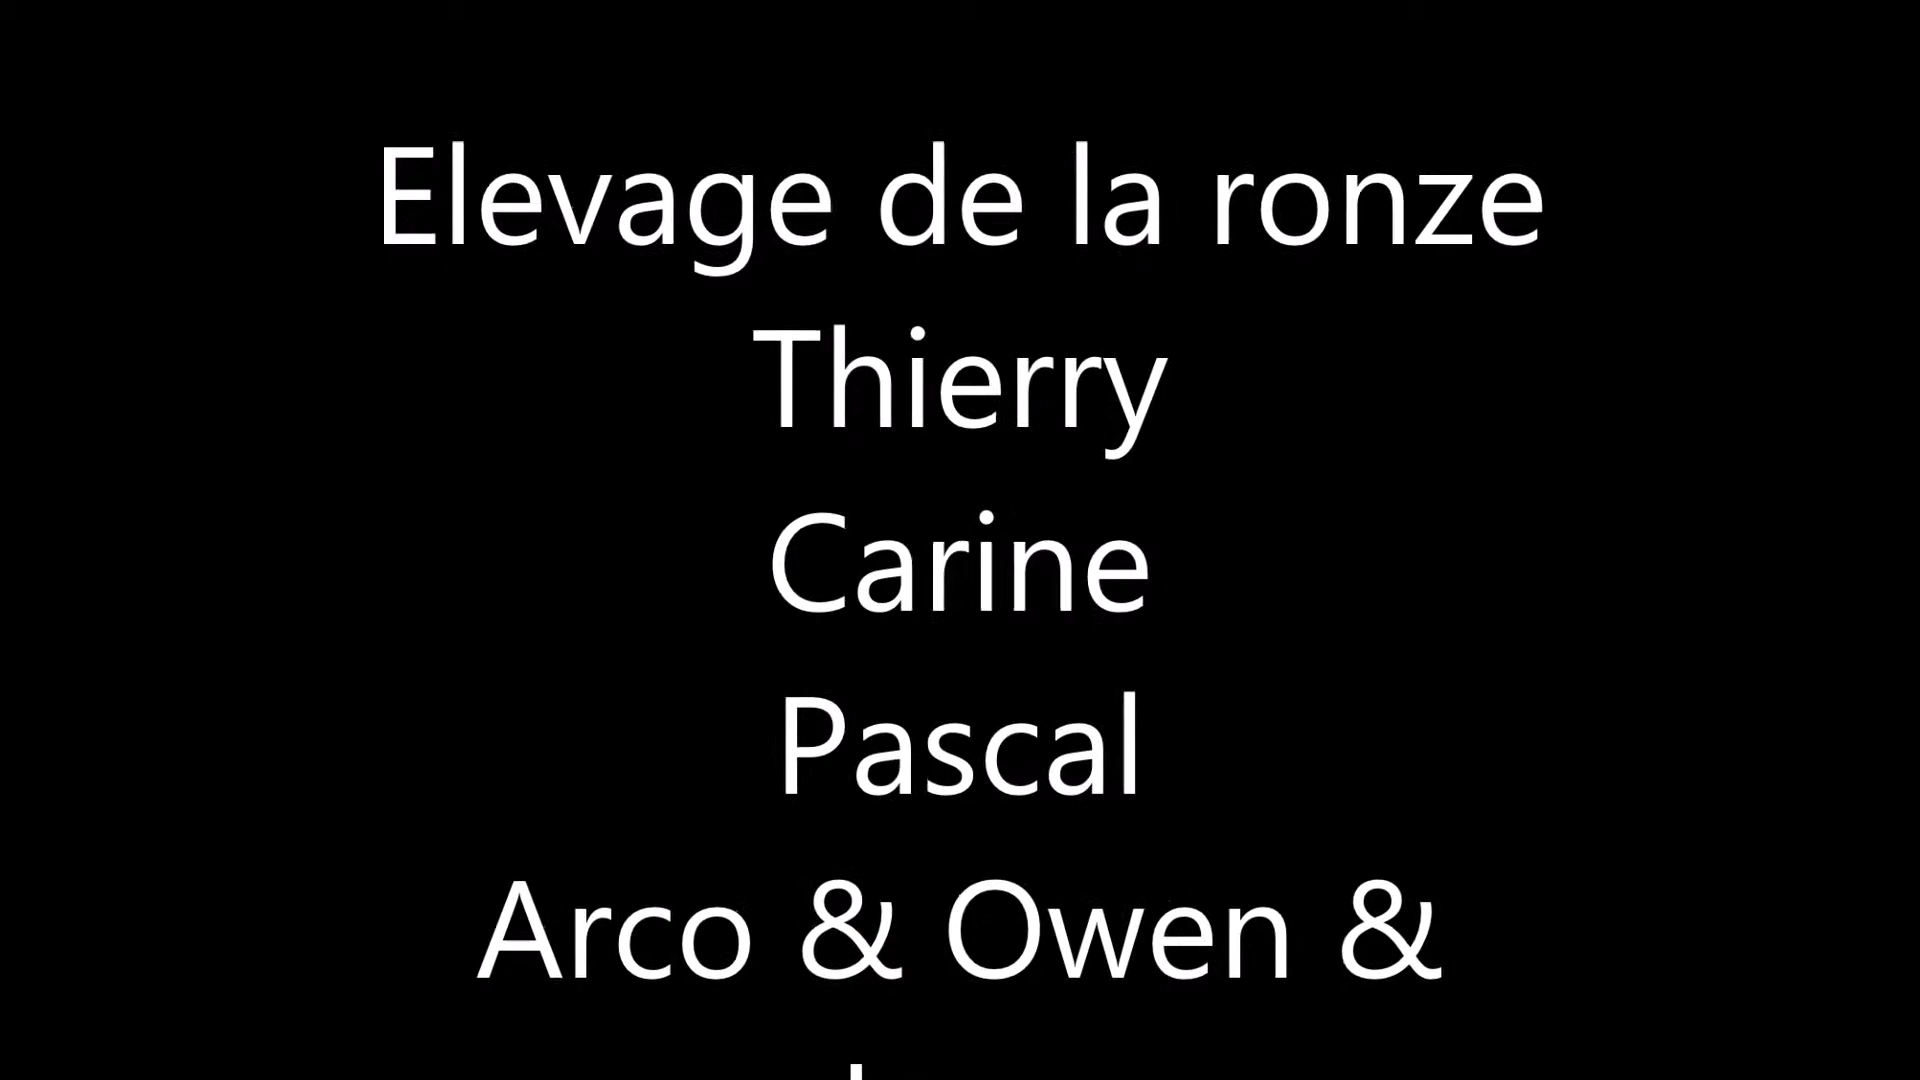 Elevage de la ronze
Thierry
Carine
Pascal
Arco & Owen &